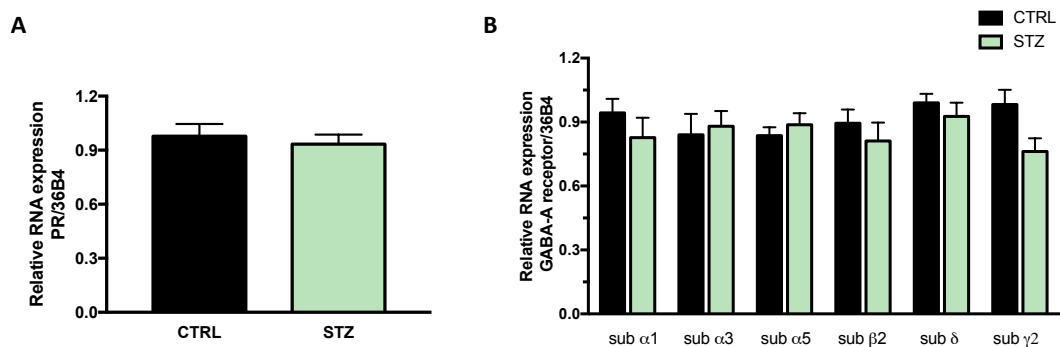 A
Relative RNA expression
PR/36B4
1.2
0.9
0.6
0.3
0.0
CTRL STZ
B
CTRL
STZ
Relative RNA expression
GABA-A receptor/36B4
1.2
0.9
0.6
0.3
0.0
sub α1 sub α3 sub α5 sub β2 sub δ sub γ2